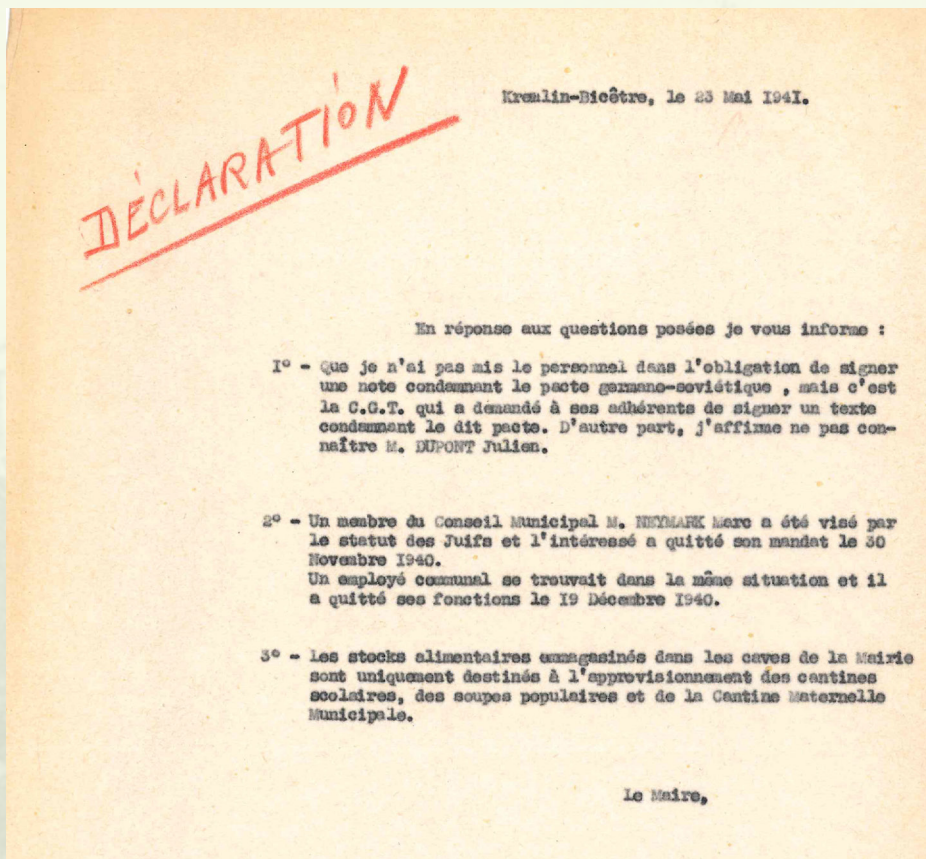 DÉCLARATION
Kremlin-Bicêtre, le 23 Mai I94I.
En réponse aux questions posées je vous informe :
I° - Que je n'ai pas mis le personnel dans l'obligation de signer
une note condamnant le pacte germano-soviétique , mais c'est
la C.G.T. qui a demandé à ses adhérents de signer un texte
condamnant le dit pacte. D'autre part, j'affirme ne pas con-
naître M. DUPONT Julien.
2° - Un membre du Conseil Municipal M. NEYMARK Marc a été visé par
le statut des Juifs et l'intéressé a quitté son mandat le 30
Novembre I940.
Un employé communal se trouvait dans la même situation et il
a quitté ses fonctions le I9 Décembre I940.
3° - Les stocks alimentaires emmagasinés dans les caves de la Mairie
sont uniquement destinés à l'approvisionnement des cantines
scolaires, des soupes populaires et de la Cantine Maternelle
Municipale.
Le Maire,